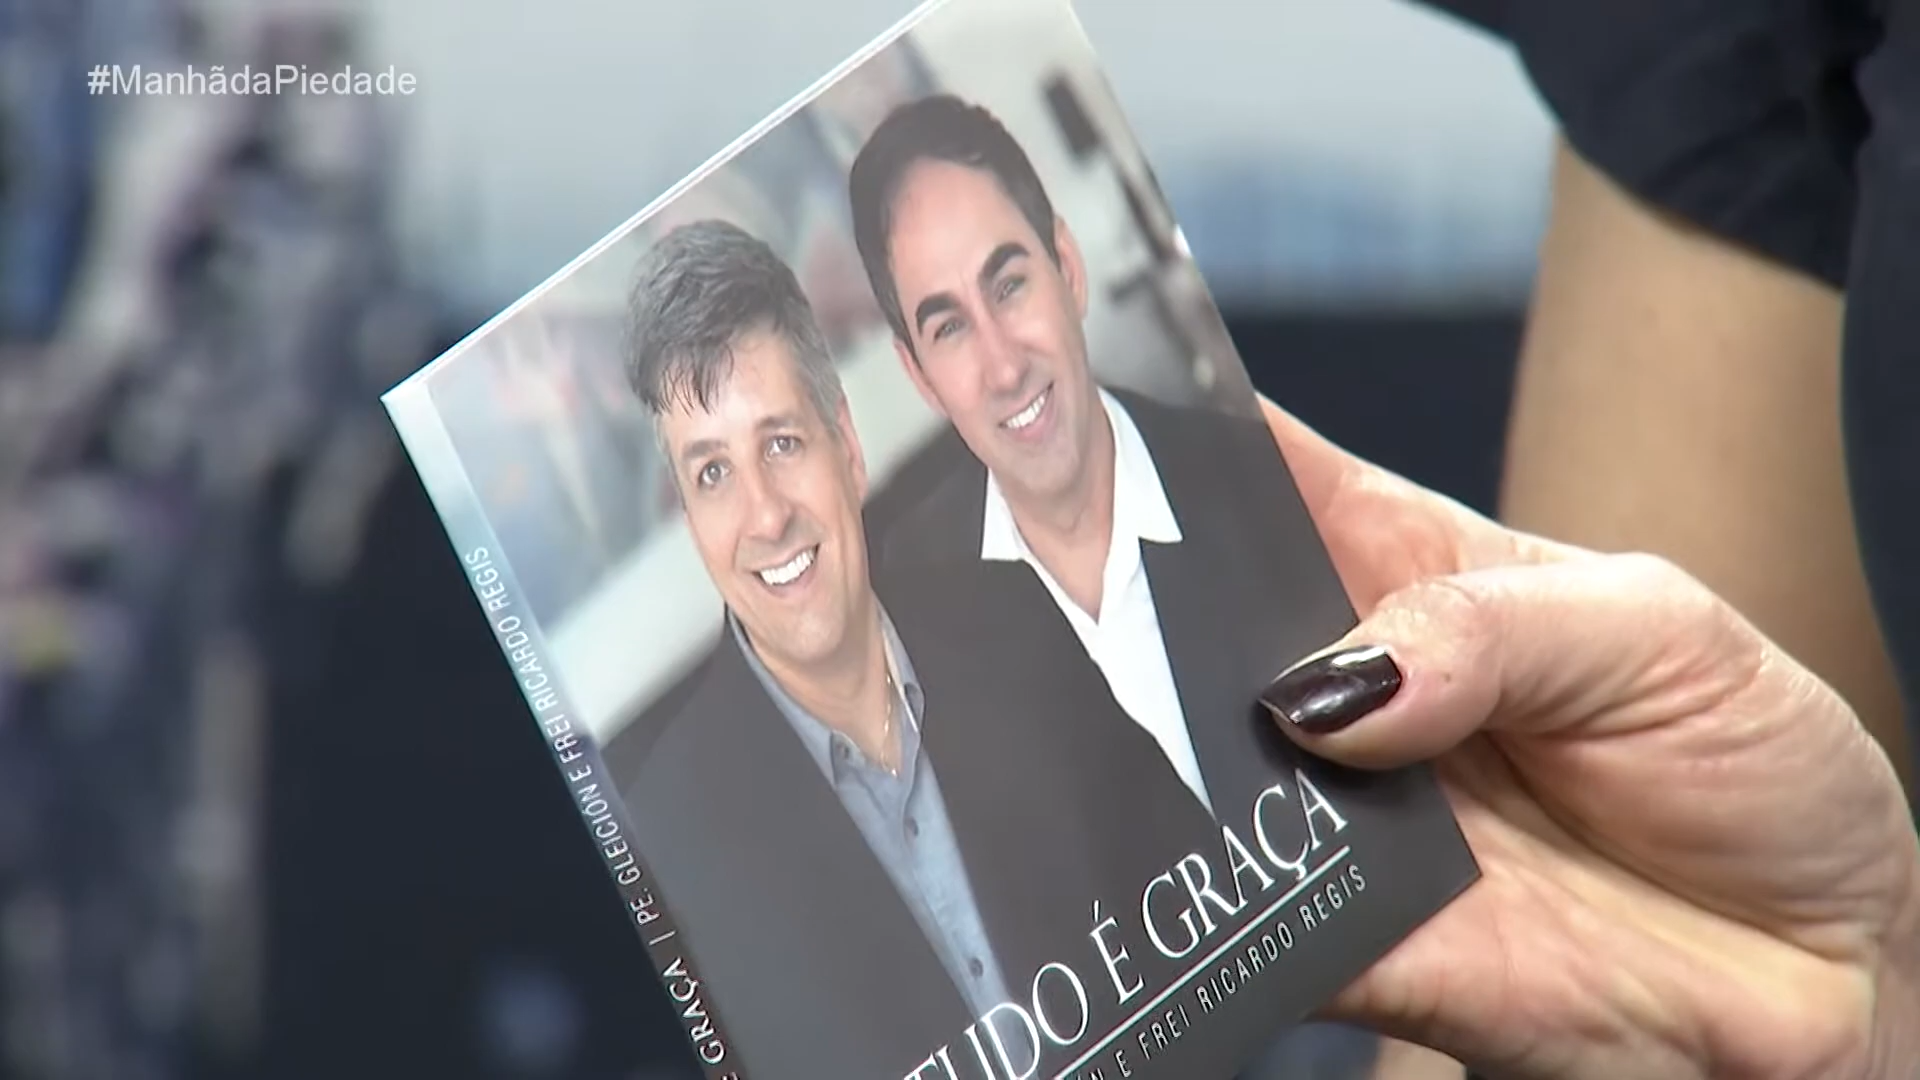 #ManhãdaPiedade
GRAÇA | PE. GLEICIÓN E FREI RICARDO REGIS
TUDO É GRAÇA
E FREI RICARDO REGIS